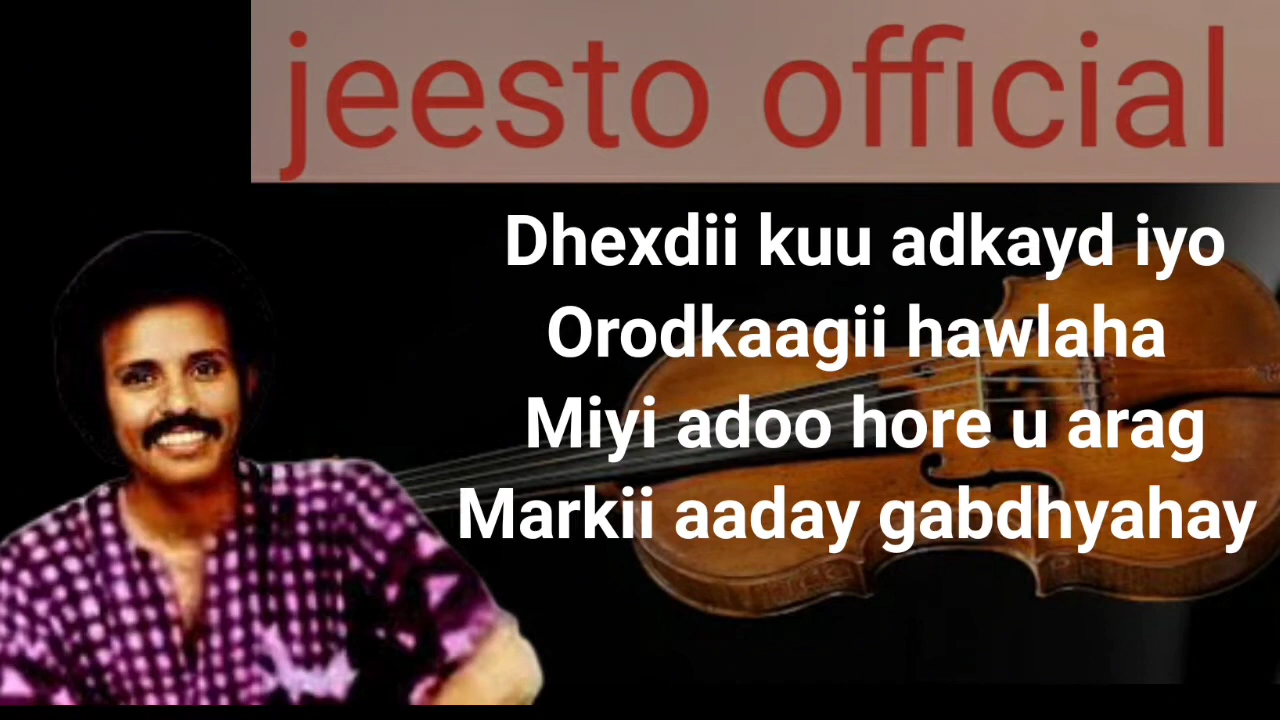 jeesto official
Dhexdii kuu adkayd iyo
Orodkaagii hawlaha
Miyi adoo hore u arag
Markii aaday gabdhyahay